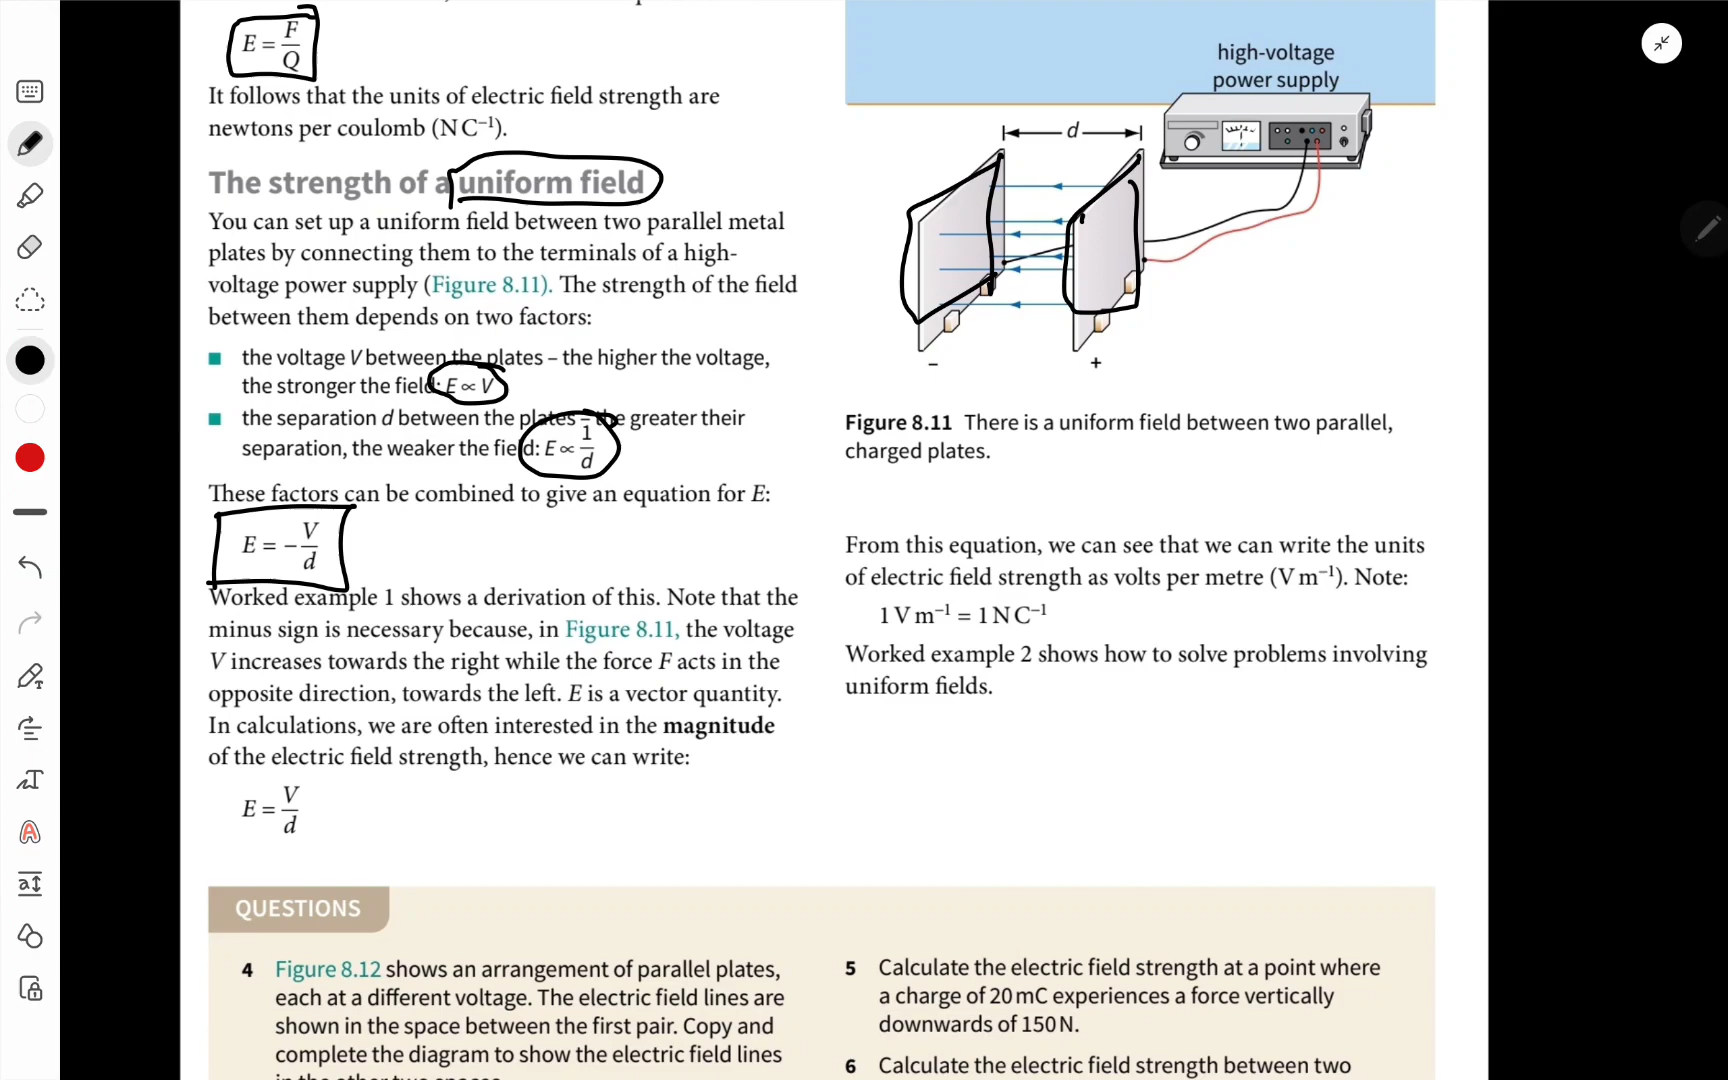 E = F/Q
It follows that the units of electric field strength are
newtons per coulomb (N C⁻¹).
The strength of a uniform field
You can set up a uniform field between two parallel metal
plates by connecting them to the terminals of a high-
voltage power supply (Figure 8.11). The strength of the field
between them depends on two factors:
■ the voltage V between the plates – the higher the voltage,
the stronger the field: E ∝ V
■ the separation d between the plates – the greater their
separation, the weaker the field: E ∝ 1/d
These factors can be combined to give an equation for E:
E = −V/d
Worked example 1 shows a derivation of this. Note that the
minus sign is necessary because, in Figure 8.11, the voltage
V increases towards the right while the force F acts in the
opposite direction, towards the left. E is a vector quantity.
In calculations, we are often interested in the magnitude
of the electric field strength, hence we can write:
E = V/d
high-voltage
power supply
d
– +
Figure 8.11 There is a uniform field between two parallel,
charged plates.
From this equation, we can see that we can write the units
of electric field strength as volts per metre (V m⁻¹). Note:
1 V m⁻¹ = 1 N C⁻¹
Worked example 2 shows how to solve problems involving
uniform fields.
QUESTIONS
4 Figure 8.12 shows an arrangement of parallel plates,
each at a different voltage. The electric field lines are
shown in the space between the first pair. Copy and
complete the diagram to show the electric field lines
5 Calculate the electric field strength at a point where
a charge of 20 mC experiences a force vertically
downwards of 150 N.
6 Calculate the electric field strength between two